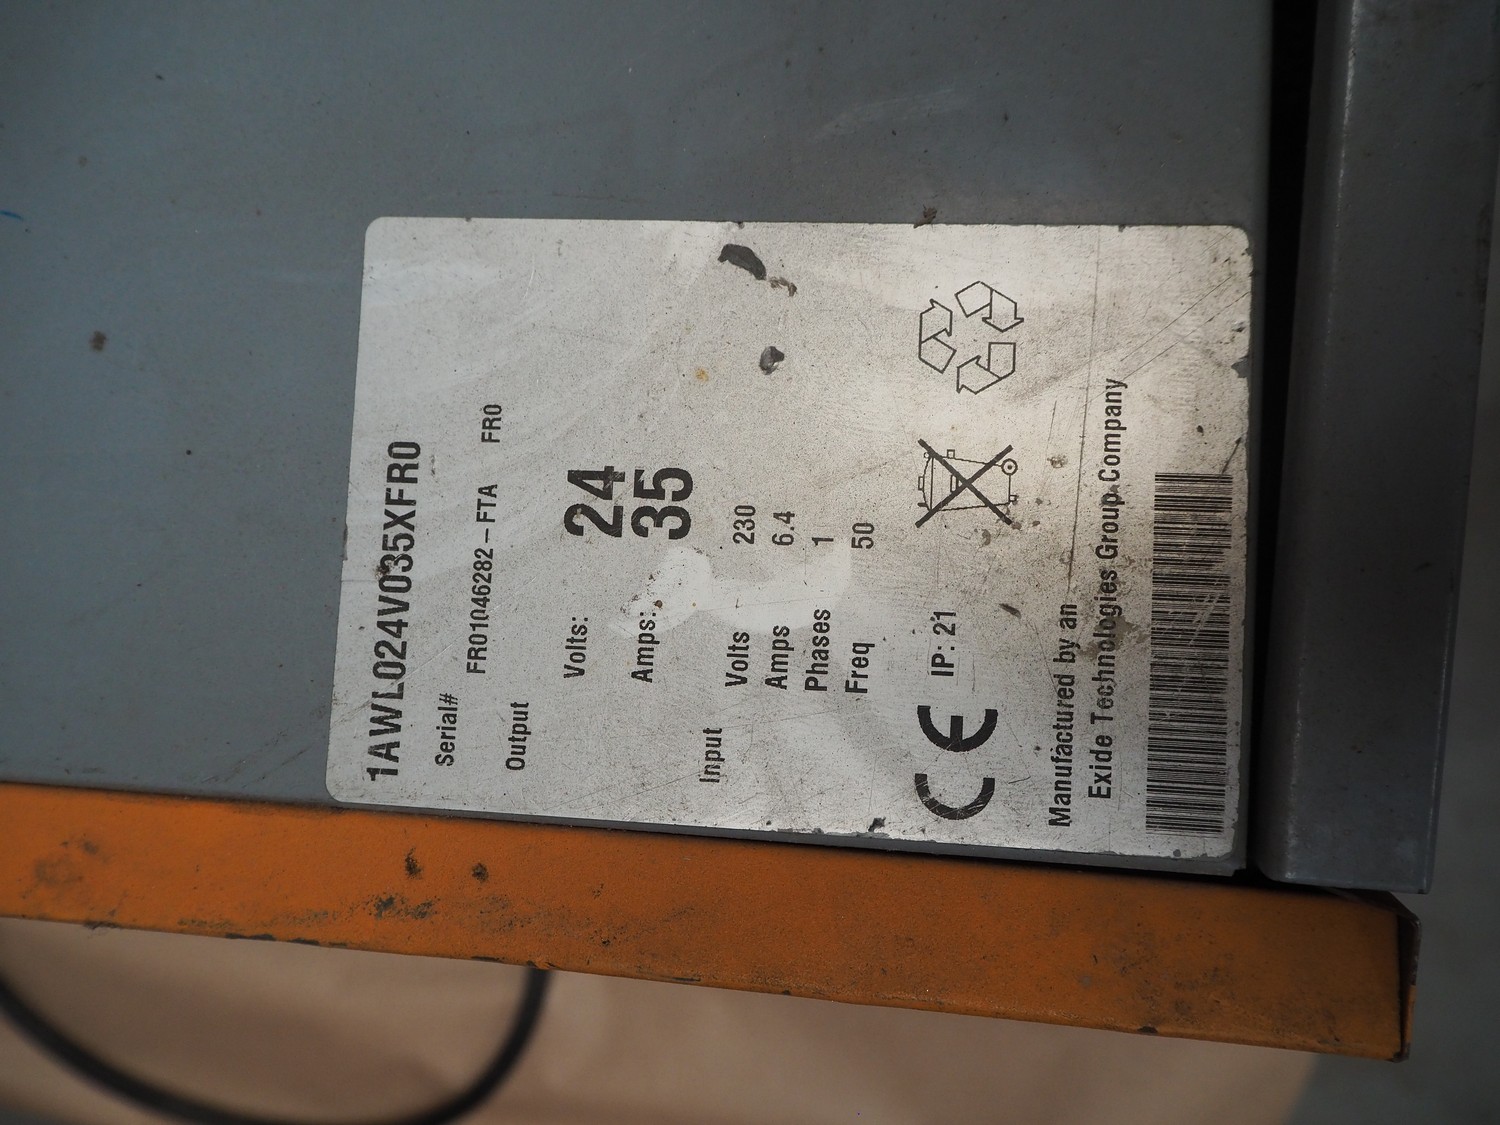 1AWL024V035XFR0
Serial#
FR01046282-FTA FR0
Output
Volts: 24
Amps: 35
Input
Volts 230
Amps 6.4
Phases 1
Freq 50
CE IP: 21
Manufactured by an
Exide Technologies Group Company